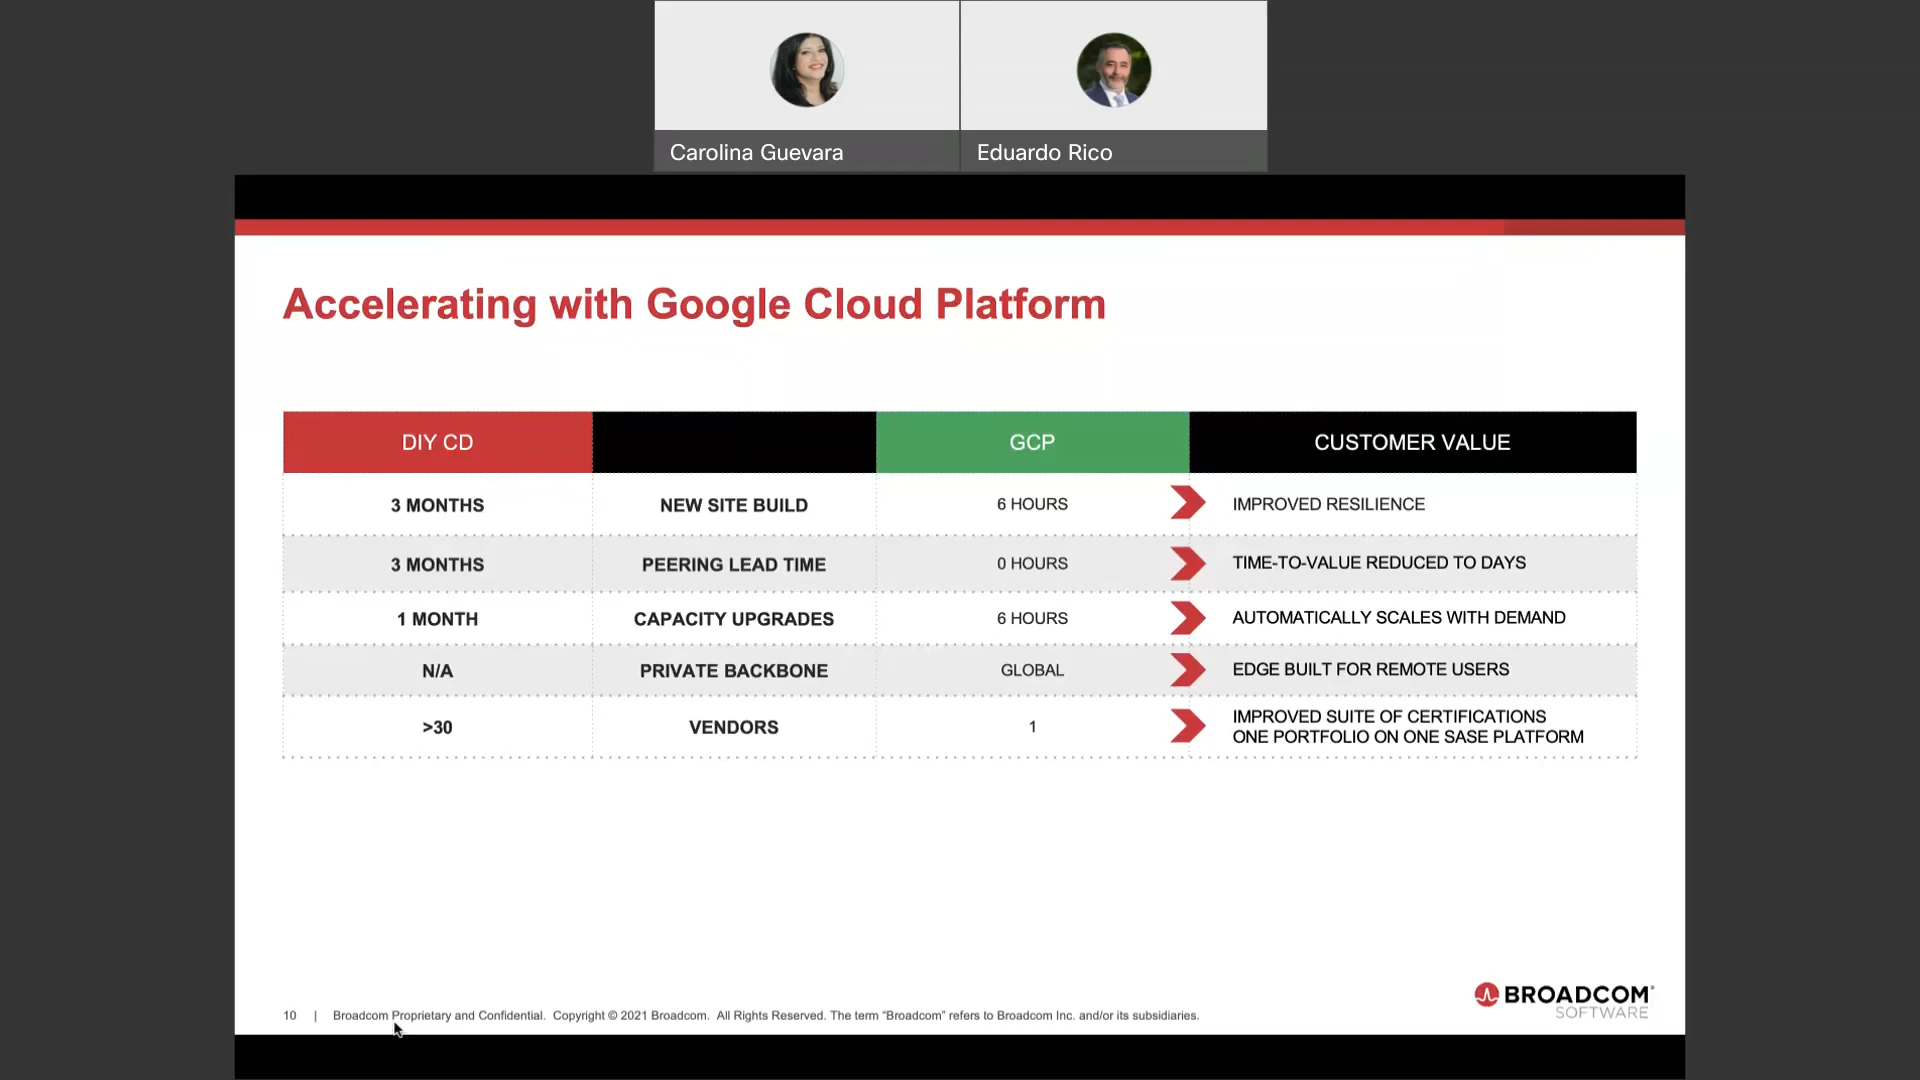 Carolina Guevara
Eduardo Rico
Accelerating with Google Cloud Platform
DIY CD GCP CUSTOMER VALUE
3 MONTHS NEW SITE BUILD 6 HOURS IMPROVED RESILIENCE
3 MONTHS PEERING LEAD TIME 0 HOURS TIME-TO-VALUE REDUCED TO DAYS
1 MONTH CAPACITY UPGRADES 6 HOURS AUTOMATICALLY SCALES WITH DEMAND
N/A PRIVATE BACKBONE GLOBAL EDGE BUILT FOR REMOTE USERS
>30 VENDORS 1 IMPROVED SUITE OF CERTIFICATIONS
ONE PORTFOLIO ON ONE SASE PLATFORM
BROADCOM®
SOFTWARE
10 | Broadcom Proprietary and Confidential. Copyright © 2021 Broadcom. All Rights Reserved. The term “Broadcom” refers to Broadcom Inc. and/or its subsidiaries.